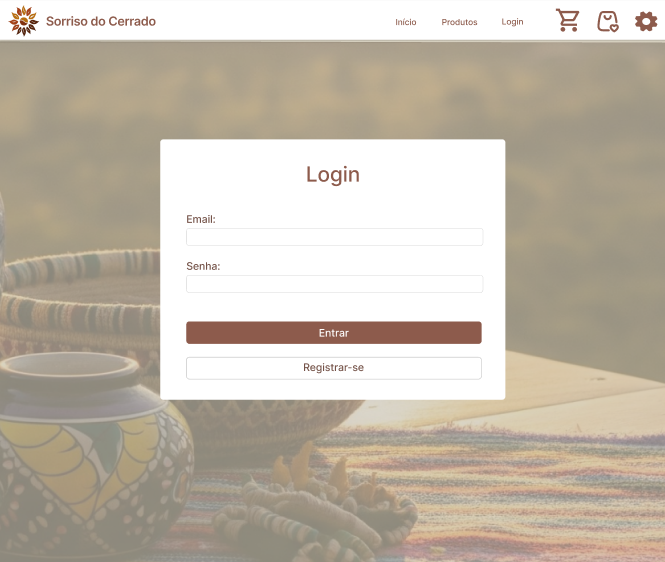 Sorriso do Cerrado
Início
Produtos
Login
Login
Email:
Senha:
Entrar
Registrar-se